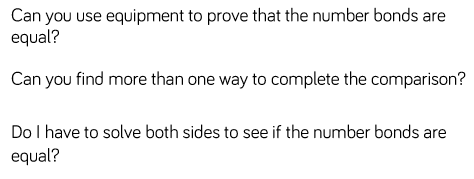 Can you use equipment to prove that the number bonds are
equal?
Can you find more than one way to complete the comparison?
Do I have to solve both sides to see if the number bonds are
equal?